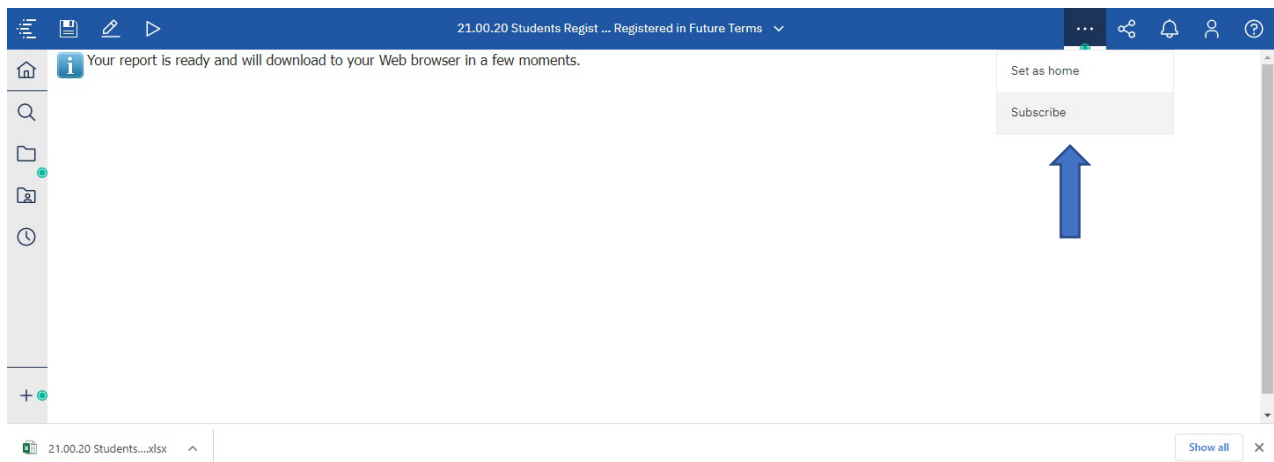 21.00.20 Students Regist ... Registered in Future Terms
Your report is ready and will download to your Web browser in a few moments.
Set as home
Subscribe
21.00.20 Students....xlsx
Show all